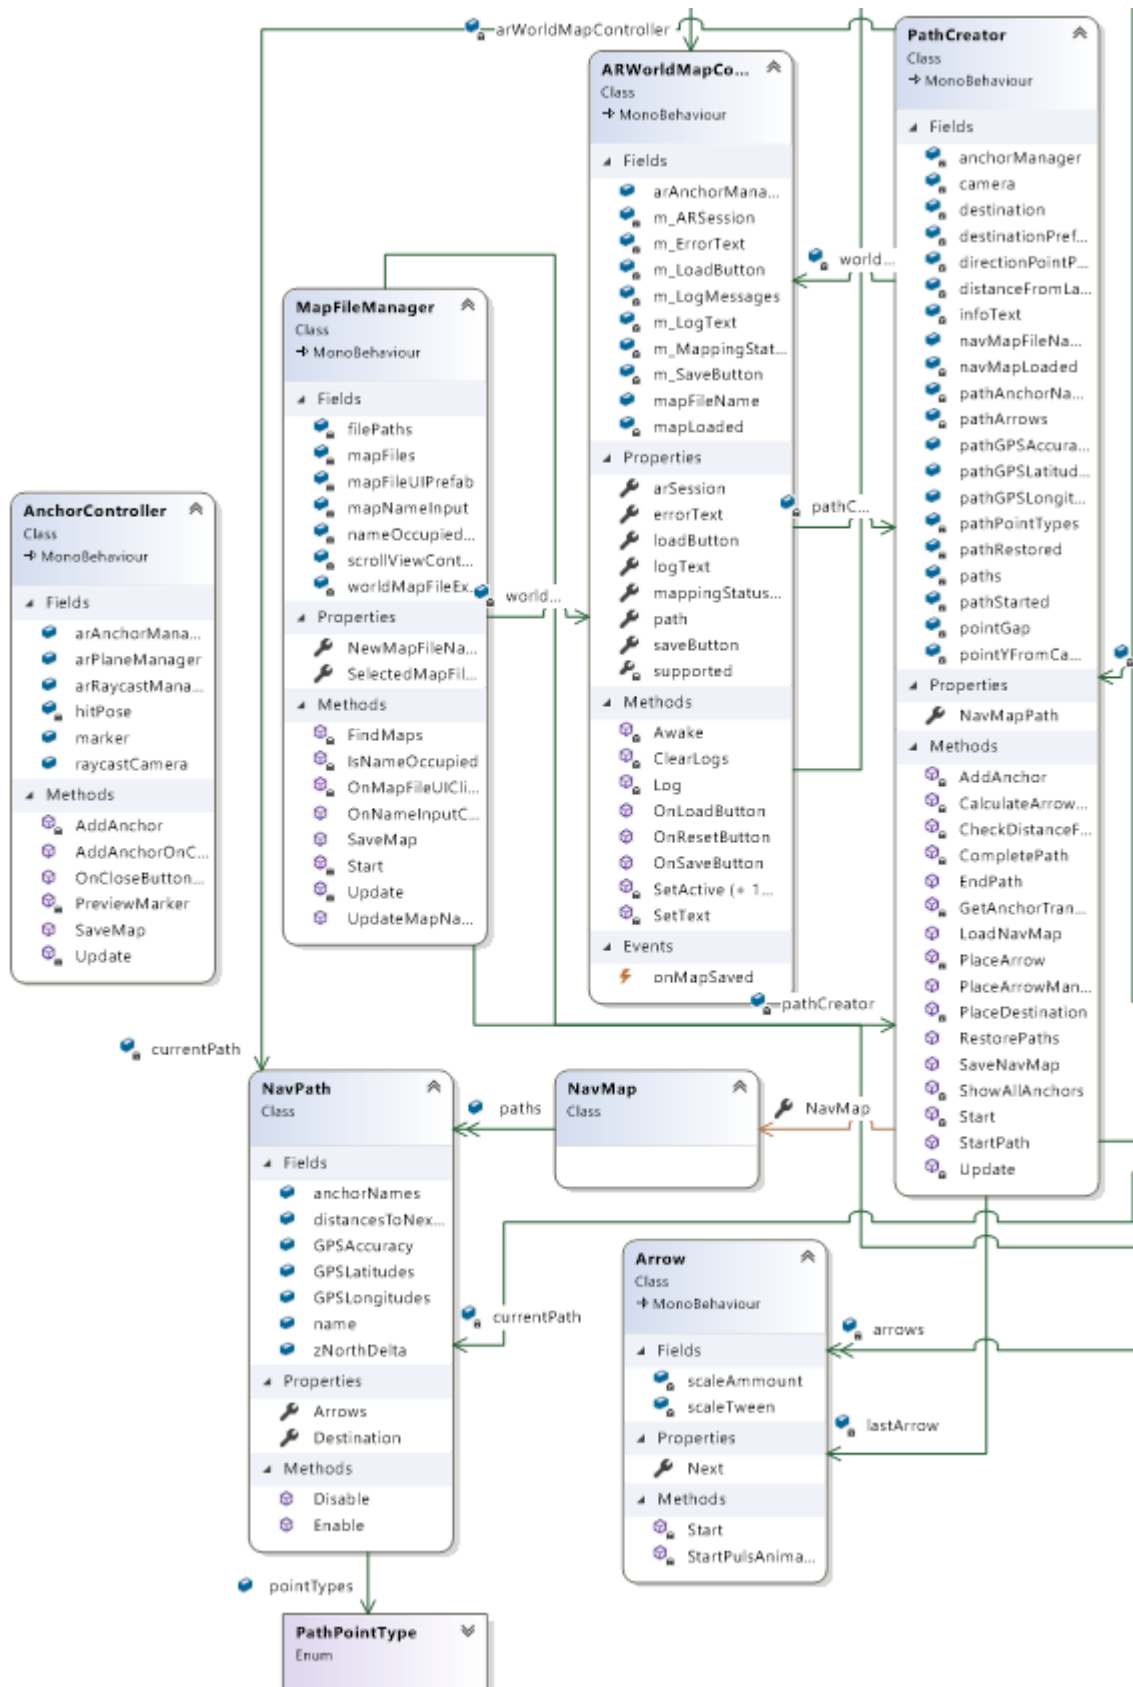 arWorldMapController
PathCreator
Class
MonoBehaviour
Fields
anchorManager
camera
destination
destinationPref...
directionPointP...
distanceFromLa...
infoText
navMapFileNa...
navMapLoaded
pathAnchorNa...
pathArrows
pathGPSAccura...
pathGPSLatitud...
pathGPSLongit...
pathPointTypes
pathRestored
paths
pathStarted
pointGap
pointYFromCa...
Properties
NavMapPath
Methods
AddAnchor
CalculateArrow...
CheckDistanceF...
CompletePath
EndPath
GetAnchorTran...
LoadNavMap
PlaceArrow
PlaceArrowMan...
PlaceDestination
RestorePaths
SaveNavMap
ShowAllAnchors
Start
StartPath
Update
ARWorldMapCo...
Class
MonoBehaviour
Fields
arAnchorMana...
m_ARSession
m_ErrorText
m_LoadButton
m_LogMessages
m_LogText
m_MappingStat...
m_SaveButton
mapFileName
mapLoaded
Properties
arSession
errorText
loadButton
logText
mappingStatus...
path
saveButton
supported
Methods
Awake
ClearLogs
Log
OnLoadButton
OnResetButton
OnSaveButton
SetActive (+ 1...
SetText
Events
onMapSaved
world...
pathC...
MapFileManager
Class
MonoBehaviour
Fields
filePaths
mapFiles
mapFileUIPrefab
mapNameInput
nameOccupied...
scrollViewCont...
worldMapFileEx...
Properties
NewMapFileNa...
SelectedMapFil...
Methods
FindMaps
IsNameOccupied
OnMapFileUICli...
OnNameInputC...
SaveMap
Start
Update
UpdateMapNa...
world...
AnchorController
Class
MonoBehaviour
Fields
arAnchorMana...
arPlaneManager
arRaycastMana...
hitPose
marker
raycastCamera
Methods
AddAnchor
AddAnchorOnC...
OnCloseButton...
PreviewMarker
SaveMap
Update
pathCreator
currentPath
NavPath
Class
Fields
anchorNames
distancesToNex...
GPSAccuracy
GPSLatitudes
GPSLongitudes
name
zNorthDelta
Properties
Arrows
Destination
Methods
Disable
Enable
paths
NavMap
Class
NavMap
currentPath
Arrow
Class
MonoBehaviour
Fields
scaleAmmount
scaleTween
Properties
Next
Methods
Start
StartPulsAnima...
arrows
lastArrow
pointTypes
PathPointType
Enum